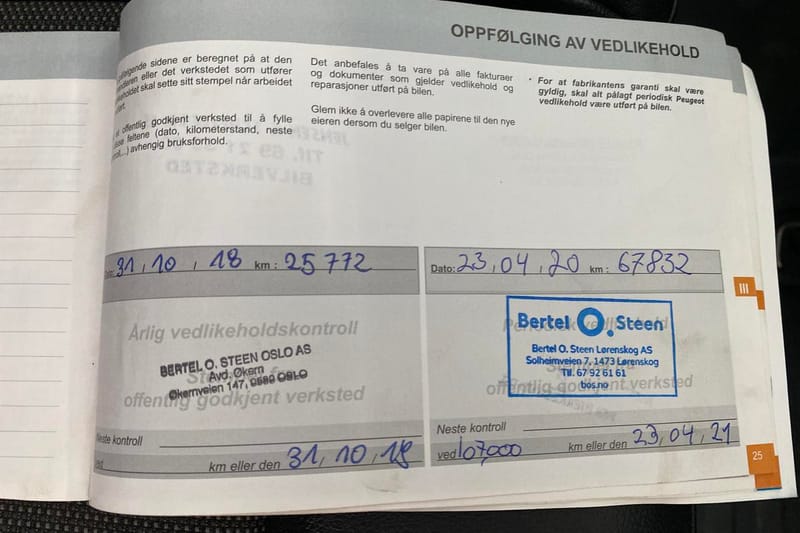 OPPFØLGING AV VEDLIKEHOLD
sidene er beregnet på at den
eller det verkstedet som utfører
skal sette sitt stempel når arbeidet
offentlig godkjent verksted til å fylle
feltene (dato, kilometerstand, neste
avhengig bruksforhold.
Det anbefales å ta vare på alle fakturaer
og dokumenter som gjelder vedlikehold og
reparasjoner utført på bilen.
Glem ikke å overlevere alle papirene til den nye
eieren dersom du selger bilen.
• For at fabrikantens garanti skal være
gyldig, skal alt pålagt periodisk Peugeot
vedlikehold være utført på bilen.
31, 10, 18 km : 25772
Årlig vedlikeholdskontroll
BERTEL O. STEEN OSLO AS
Avd. Økern
Økernveien 147, 0580 OSLO
offentlig godkjent verksted
Neste kontroll
km eller den 31, 10, 19
Dato: 23, 04, 20 km : 67832
Bertel O. Steen
Bertel O. Steen Lørenskog AS
Solheimveien 7, 1473 Lørenskog
Tlf. 67 92 61 61
bos.no
offentlig godkjent verksted
Neste kontroll
ved 107,000 km eller den 23, 04, 21
III
25